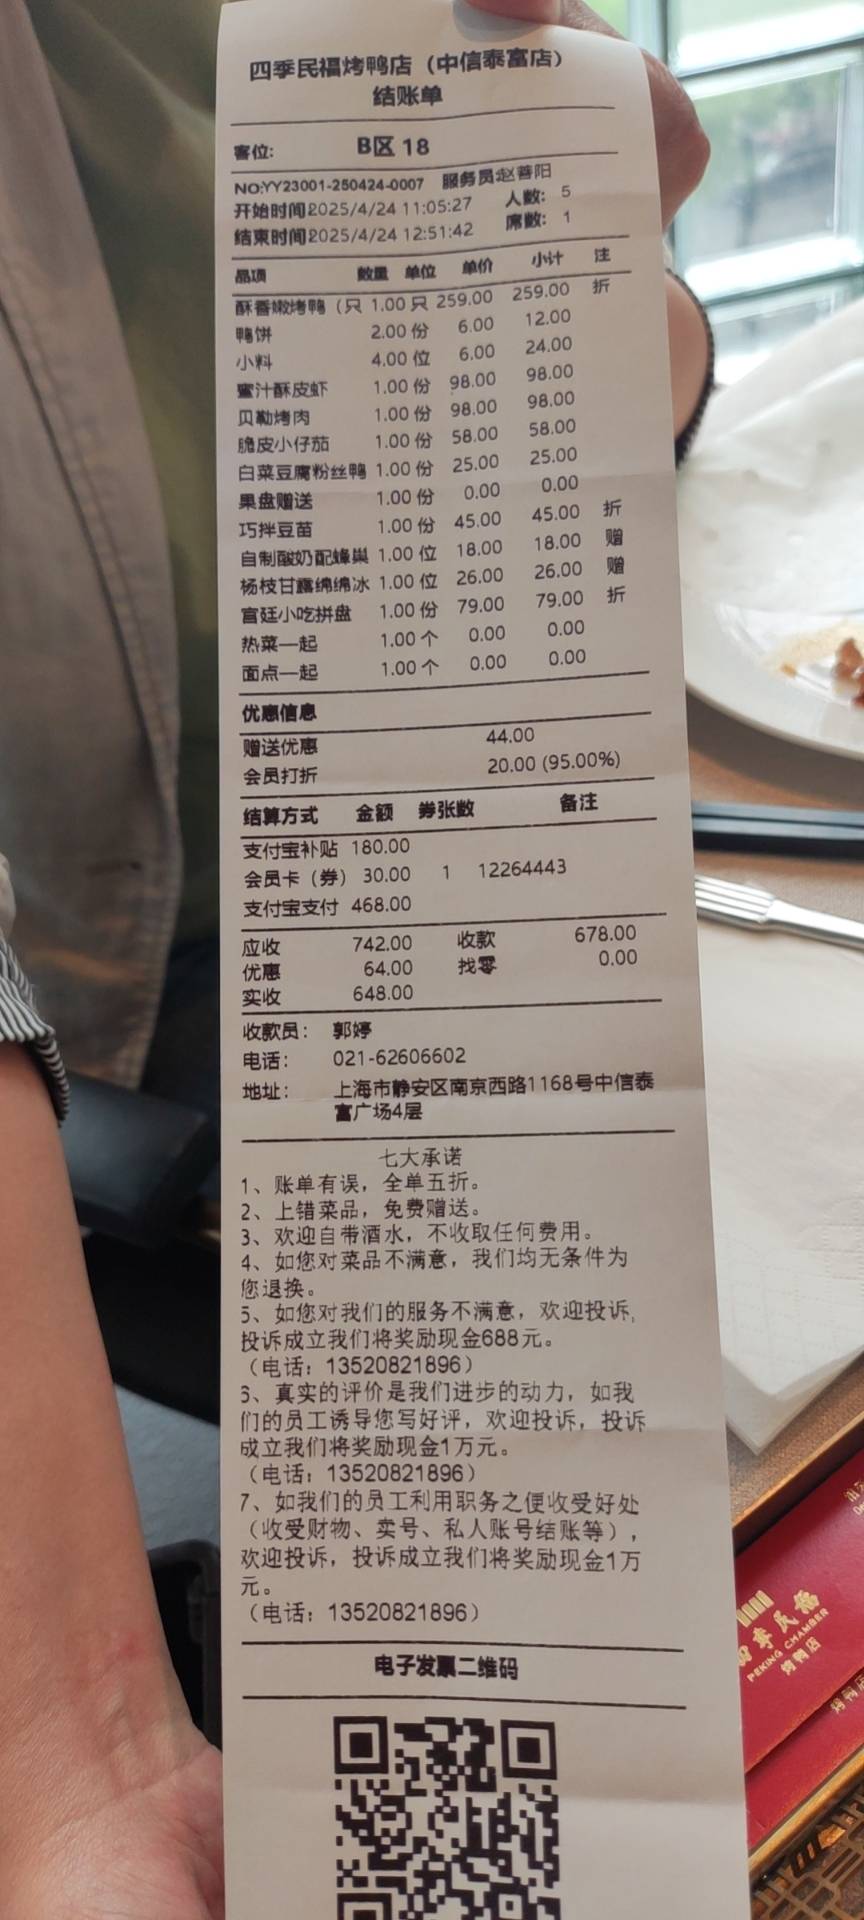 四季民福烤鸭店（中信泰富店）
结账单
客位: B区 18
NO:YY23001-250424-0007 服务员:赵蕾阳
开始时间2025/4/24 11:05:27 人数: 5
结束时间2025/4/24 12:51:42 席数: 1
品项 数量 单位 单价 小计 注
酥香嫩烤鸭（只 1.00 只 259.00 259.00 折
鸭饼 2.00 份 6.00 12.00
小料 4.00 位 6.00 24.00
蜜汁酥皮虾 1.00 份 98.00 98.00
贝勒烤肉 1.00 份 98.00 98.00
脆皮小仔茄 1.00 份 58.00 58.00
白菜豆腐粉丝鸭 1.00 份 25.00 25.00
果盘赠送 1.00 份 0.00 0.00
巧拌豆苗 1.00 份 45.00 45.00 折
自制酸奶配蜂巢 1.00 位 18.00 18.00 赠
杨枝甘露绵绵冰 1.00 位 26.00 26.00 赠
宫廷小吃拼盘 1.00 份 79.00 79.00 折
热菜一起 1.00 个 0.00 0.00
面点一起 1.00 个 0.00 0.00
优惠信息
赠送优惠 44.00
会员打折 20.00 (95.00%)
结算方式 金额 券张数 备注
支付宝补贴 180.00
会员卡（券） 30.00 1 12264443
支付宝支付 468.00
应收 742.00 收款 678.00
优惠 64.00 找零 0.00
实收 648.00
收款员： 郭婷
电话： 021-62606602
地址： 上海市静安区南京西路1168号中信泰
富广场4层
七大承诺
1、账单有误，全单五折。
2、上错菜品，免费赠送。
3、欢迎自带酒水，不收取任何费用。
4、如您对菜品不满意，我们均无条件为
您退换。
5、如您对我们的服务不满意，欢迎投诉,
投诉成立我们将奖励现金688元。
（电话：13520821896）
6、真实的评价是我们进步的动力，如我
们的员工诱导您写好评，欢迎投诉，投诉
成立我们将奖励现金1万元。
（电话：13520821896）
7、如我们的员工利用职务之便收受好处
（收受财物、卖号、私人账号结账等），
欢迎投诉，投诉成立我们将奖励现金1万
元。
（电话：13520821896）
电子发票二维码
四季民福
PEKING CHAMBER
烤鸭店